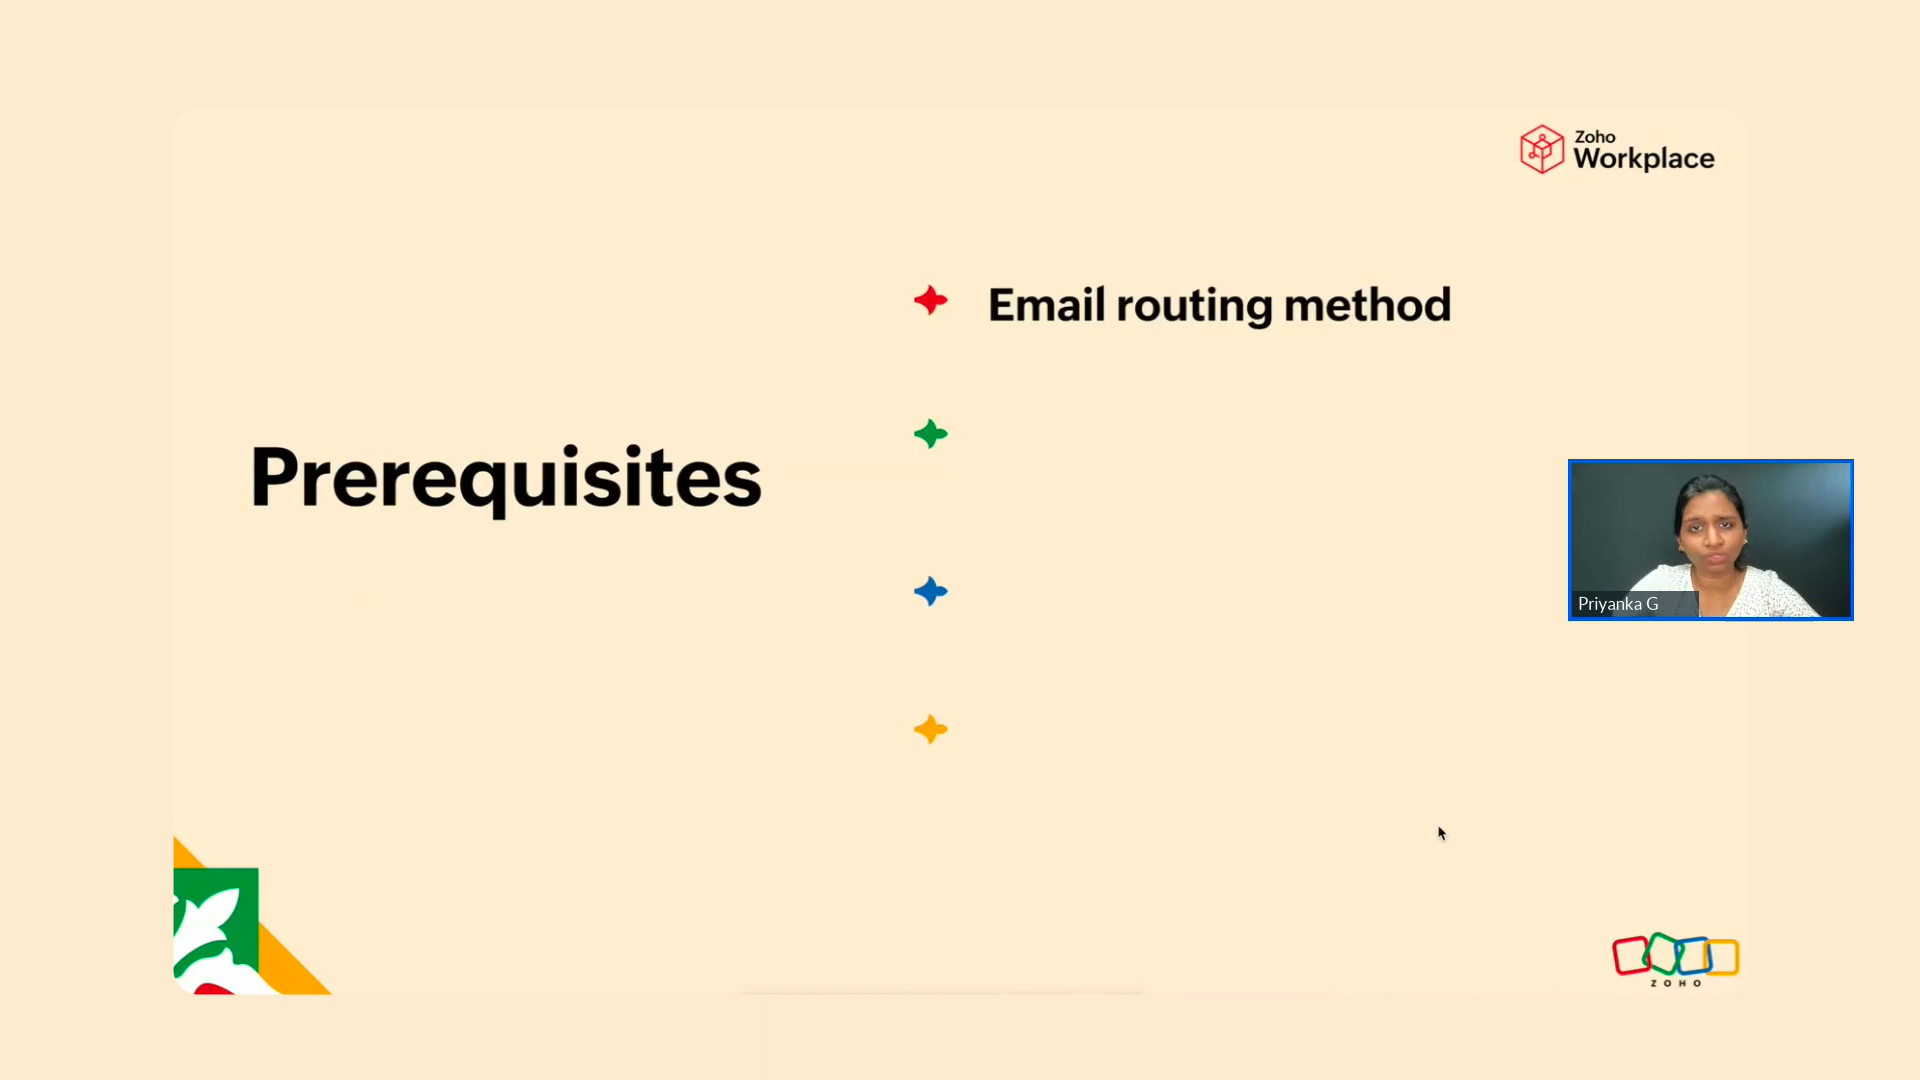 Zoho
Workplace
Email routing method
Prerequisites
Priyanka G
ZOHO